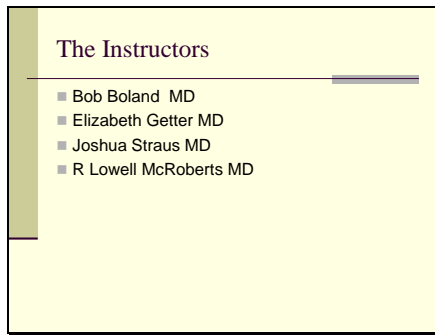 The Instructors
Bob Boland MD
Elizabeth Getter MD
Joshua Straus MD
R Lowell McRoberts MD